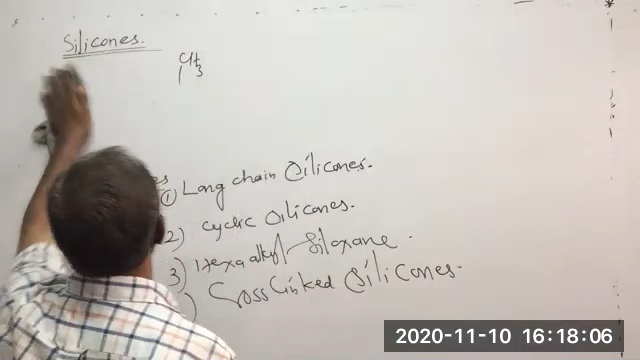 Silicones.
CH3
① Long chain Silicones.
2) Cyclic Silicones.
3) Hexa alkyl Siloxane.
) Cross linked Silicones.
2020-11-10 16:18:06